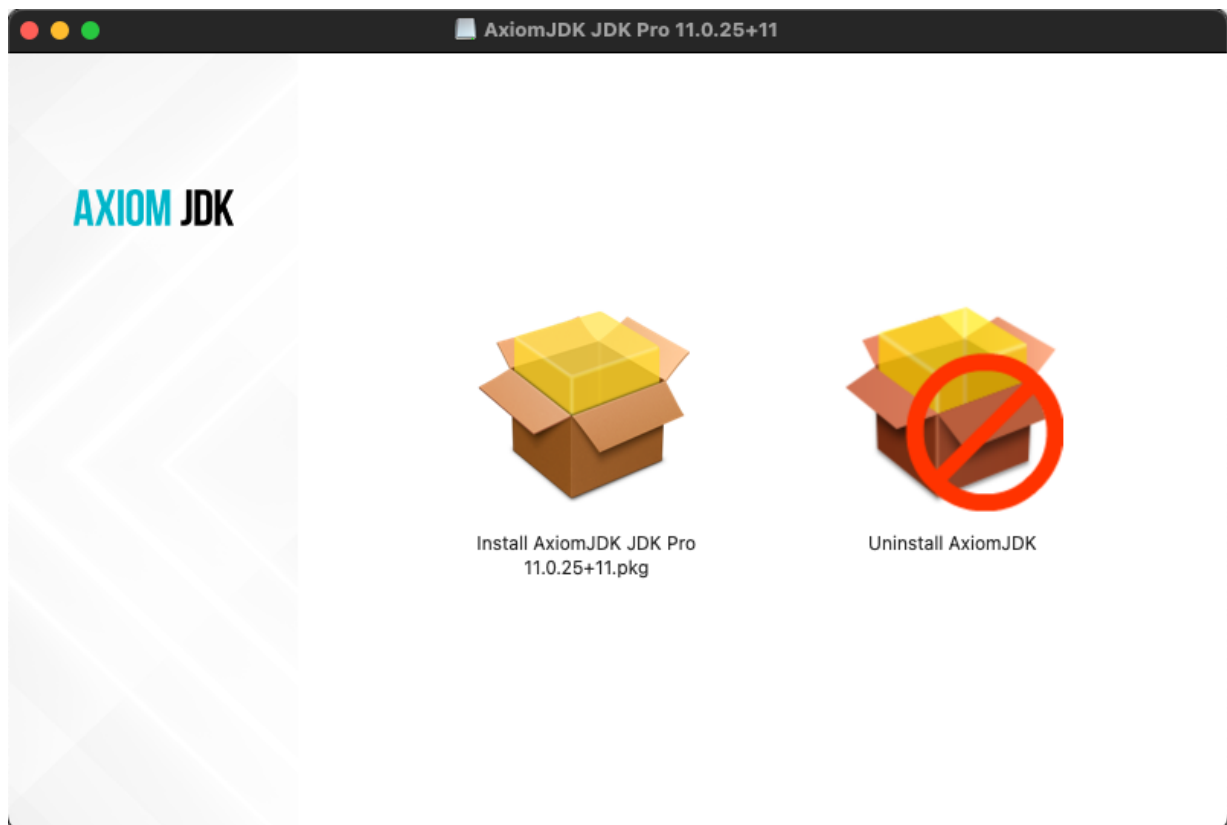 AxiomJDK JDK Pro 11.0.25+11
AXIOM JDK
Install AxiomJDK JDK Pro
11.0.25+11.pkg
Uninstall AxiomJDK